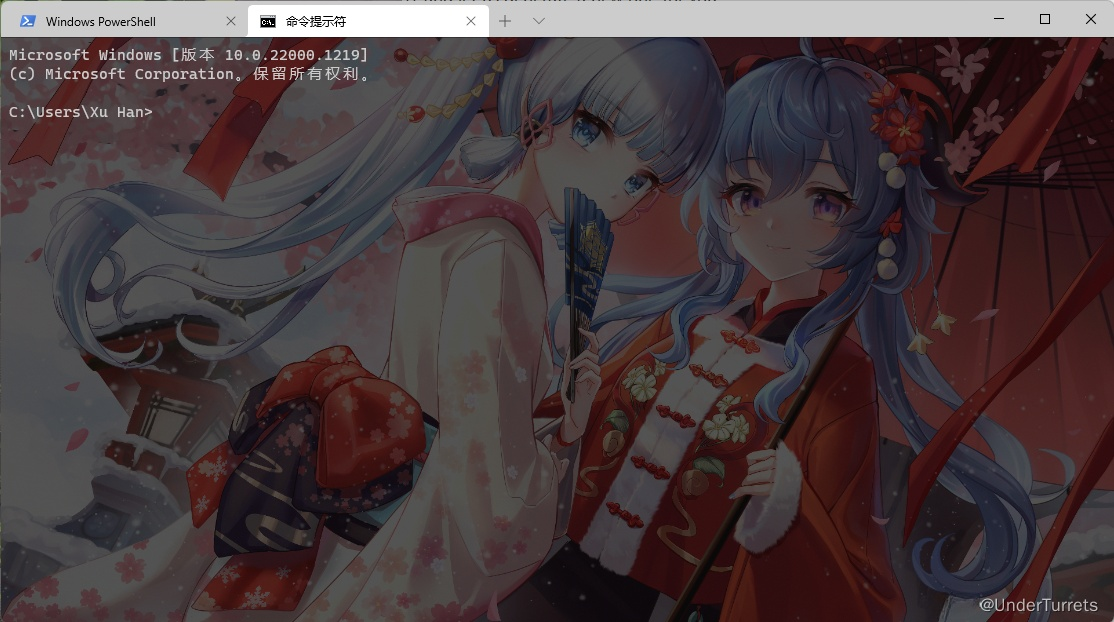 Windows PowerShell
命令提示符
Microsoft Windows [版本 10.0.22000.1219]
(c) Microsoft Corporation。保留所有权利。
C:\Users\Xu Han>
@UnderTurrets